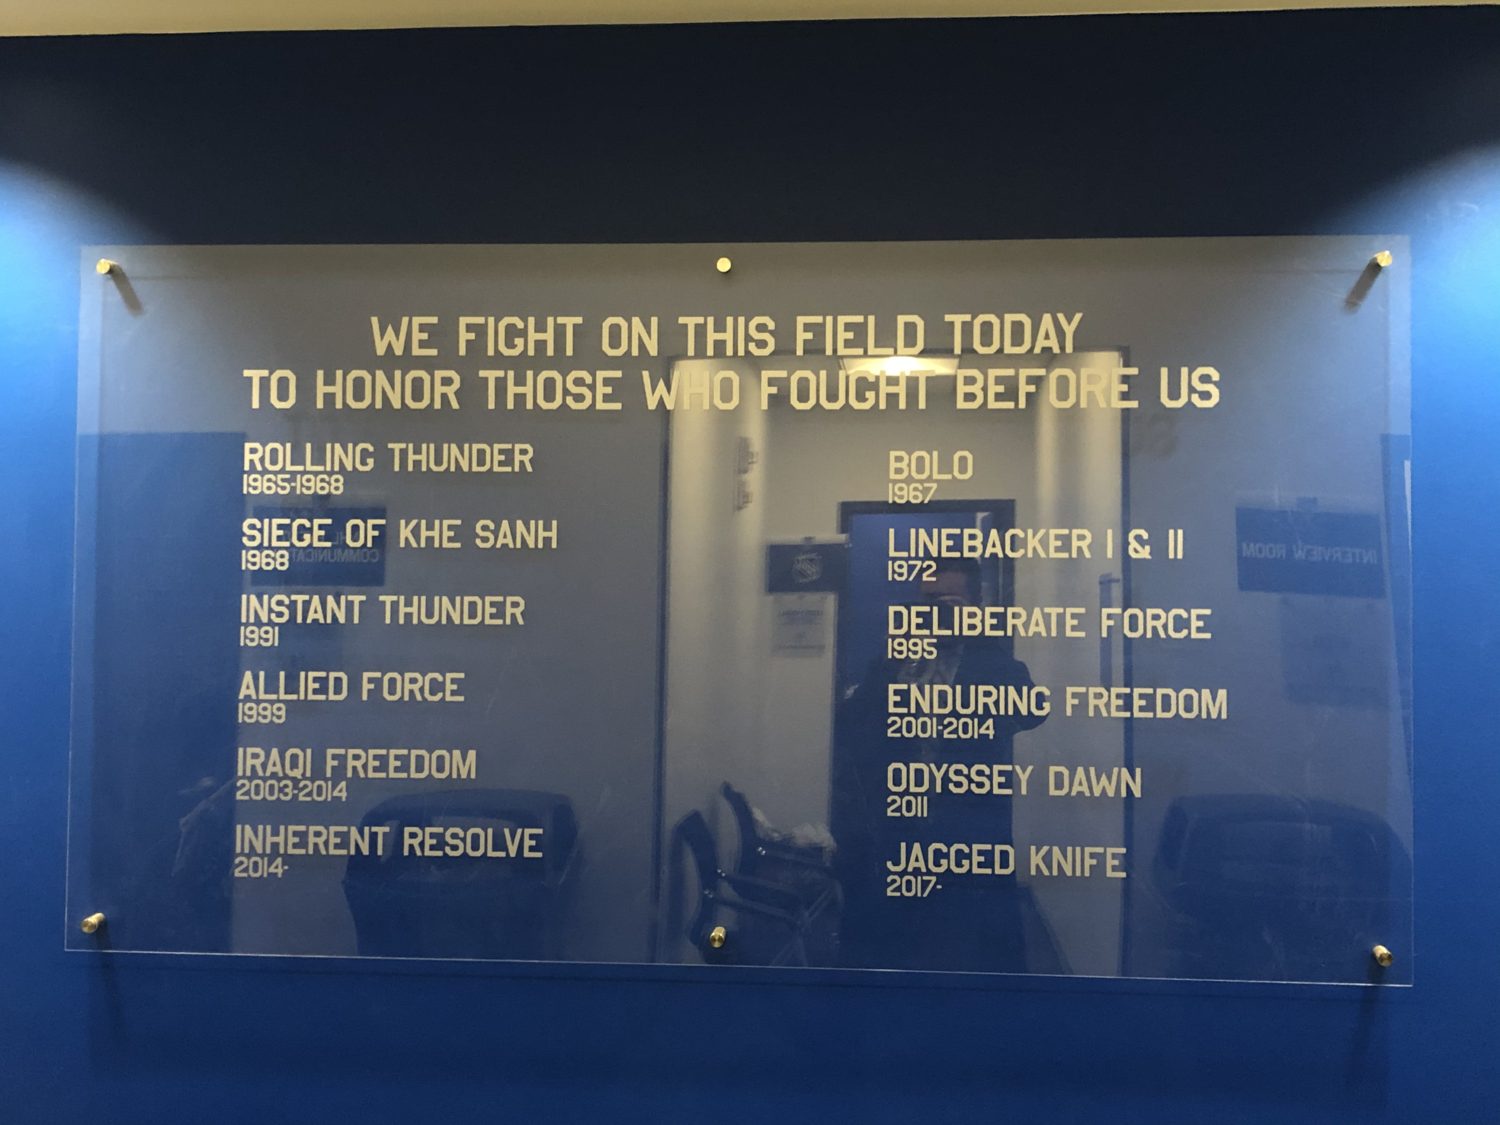 WE FIGHT ON THIS FIELD TODAY
TO HONOR THOSE WHO FOUGHT BEFORE US
ROLLING THUNDER
1965-1968
SIEGE OF KHE SANH
1968
INSTANT THUNDER
1991
ALLIED FORCE
1999
IRAQI FREEDOM
2003-2014
INHERENT RESOLVE
2014-
BOLO
1967
LINEBACKER I & II
1972
DELIBERATE FORCE
1995
ENDURING FREEDOM
2001-2014
ODYSSEY DAWN
2011
JAGGED KNIFE
2017-
INTERVIEW ROOM